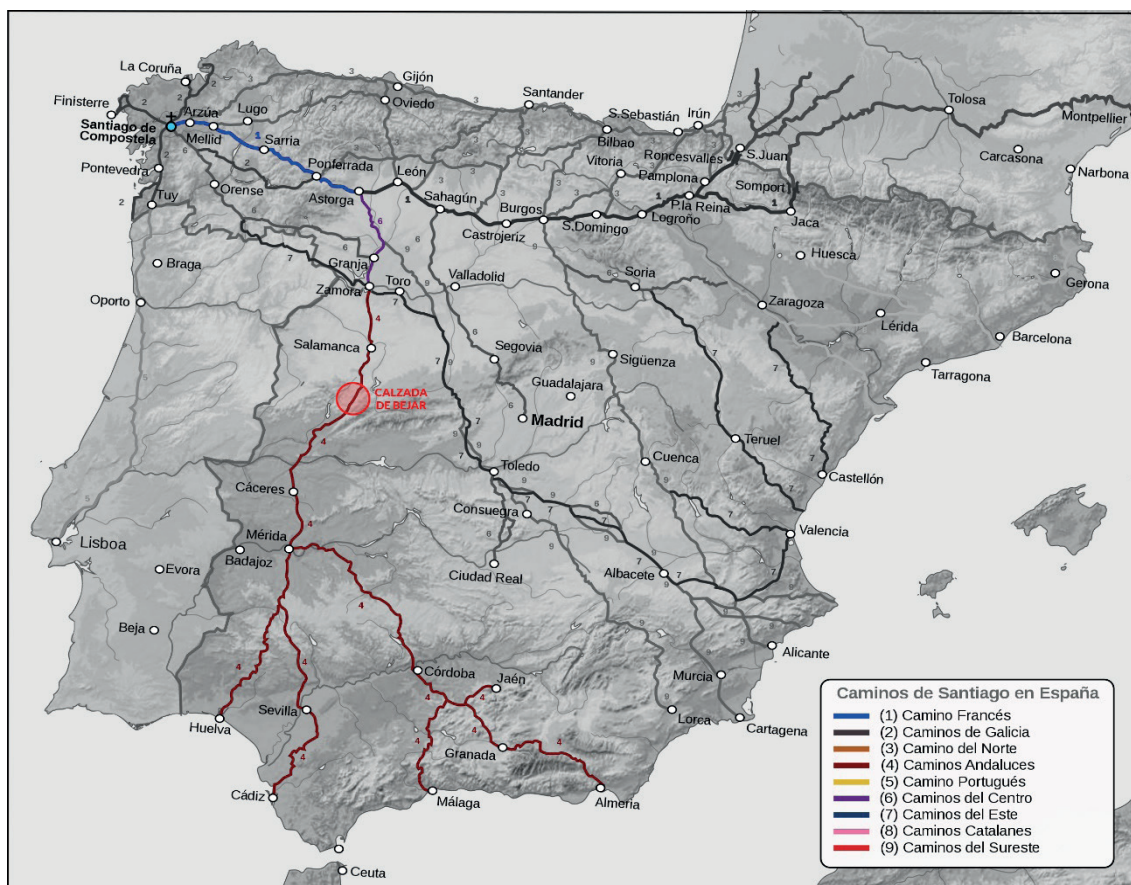 La Coruña
Gijón
Finisterre
Arzúa
Lugo
Oviedo
Santander
Santiago de
Compostela
Mellid
Sarria
S.Sebastián
Irún
Bilbao
Tolosa
Montpellier
Pontevedra
Ponferrada
León
Vitoria
Roncesvalles
S.Juan
Carcasona
Orense
Astorga
Sahagún
Burgos
Pamplona
Somport
Narbona
Tuy
Castrojeriz
S.Domingo
Logroño
P.la Reina
Jaca
Braga
Granja
Huesca
Zamora
Toro
Valladolid
Soria
Gerona
Oporto
Zaragoza
Lérida
Salamanca
Segovia
Sigüenza
Barcelona
Tarragona
CALZADA
DE BEJAR
Guadalajara
Madrid
Teruel
Toledo
Cuenca
Castellón
Cáceres
Consuegra
Lisboa
Mérida
Valencia
Badajoz
Evora
Ciudad Real
Albacete
Beja
Alicante
Córdoba
Jaén
Murcia
Huelva
Sevilla
Lorca
Cartagena
Granada
Cádiz
Málaga
Almería
Ceuta
Caminos de Santiago en España
(1) Camino Francés
(2) Caminos de Galicia
(3) Camino del Norte
(4) Caminos Andaluces
(5) Camino Portugués
(6) Caminos del Centro
(7) Caminos del Este
(8) Caminos Catalanes
(9) Caminos del Sureste